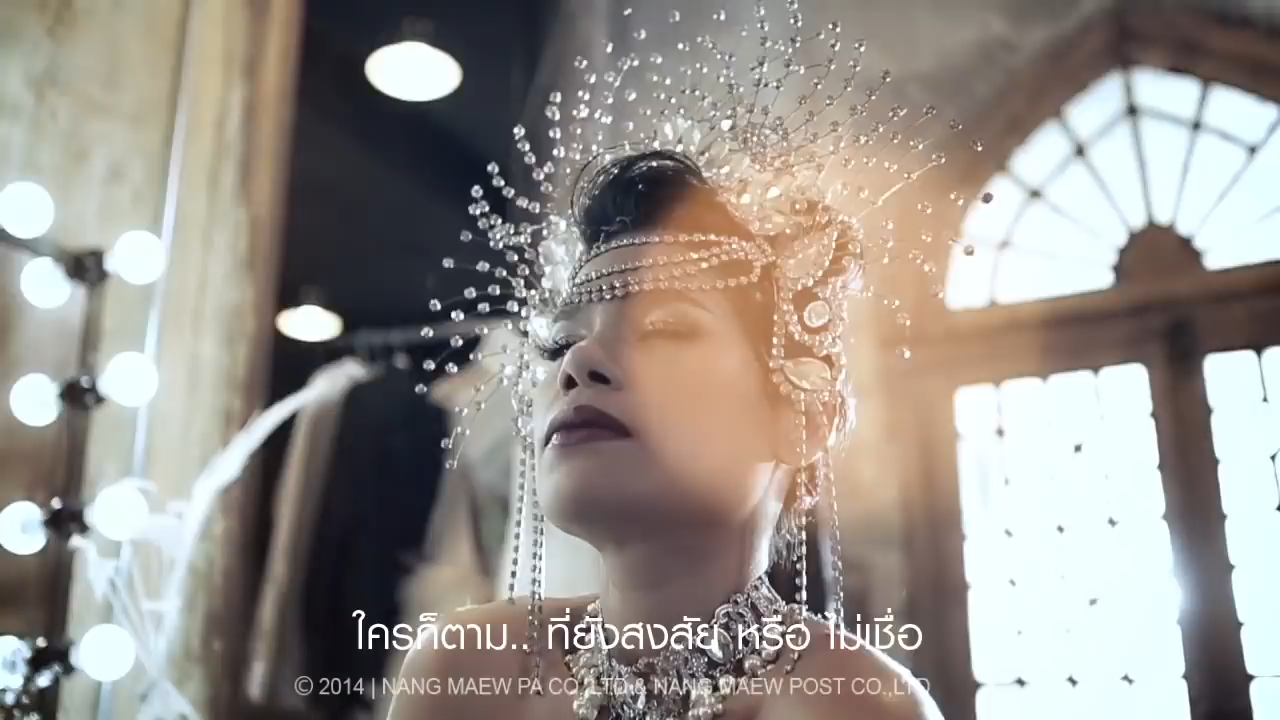 ใครก็ตาม.. ที่ยังสงสัย หรือ ไม่เชื่อ
© 2014 | NANG MAEW PA CO.,LTD & NANG MAEW POST CO.,LTD